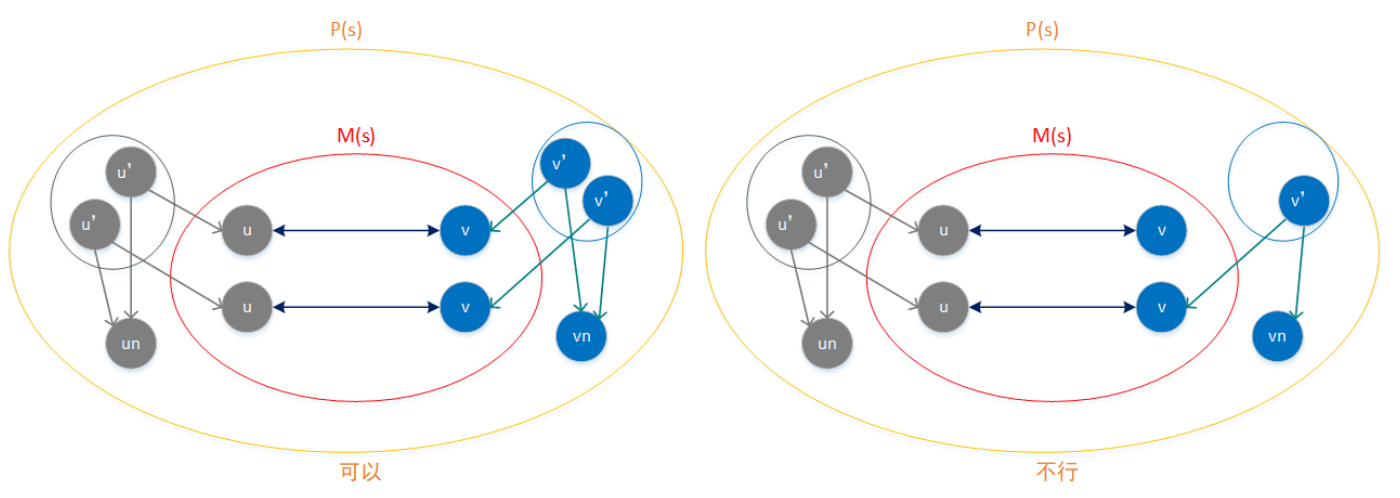 P(s)
M(s)
u’
v’
u’
v’
u
v
u
v
un
vn
可以
P(s)
M(s)
u’
v’
u’
u
v
u
v
un
vn
不行